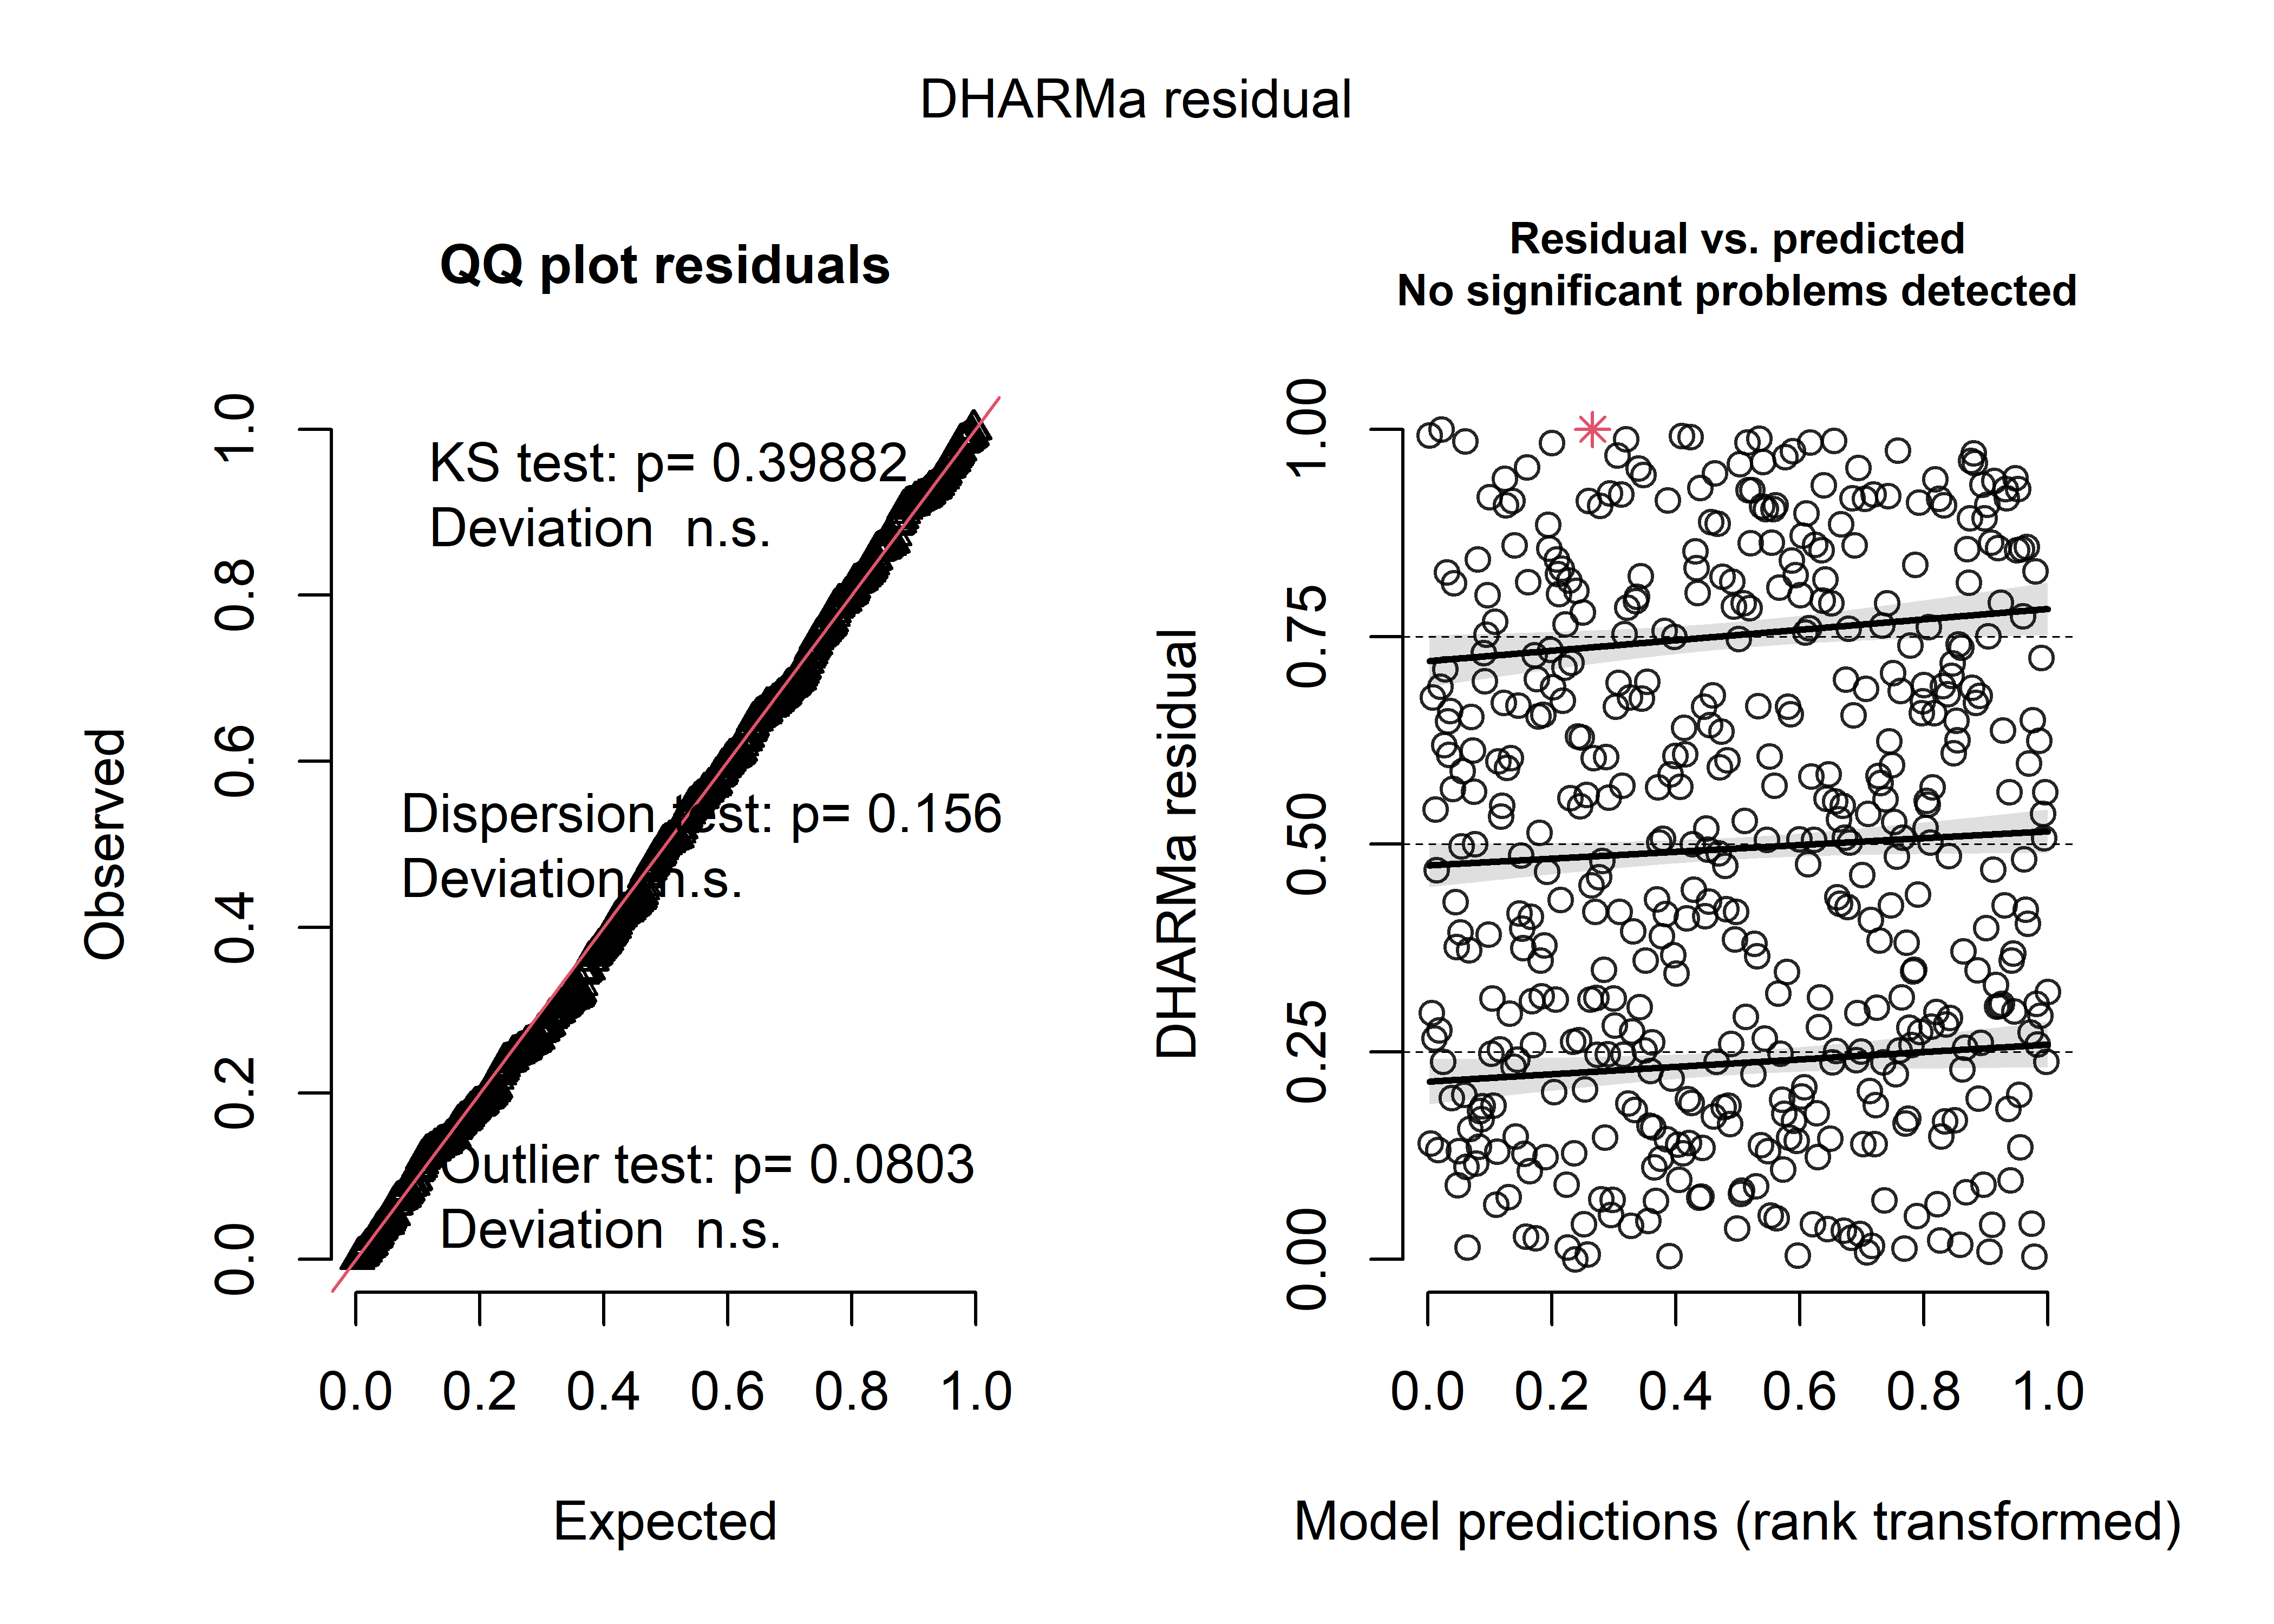 DHARMa residual
QQ plot residuals
KS test: p= 0.39882
Deviation  n.s.
Dispersion test: p= 0.156
Deviation  n.s.
Outlier test: p= 0.0803
Deviation  n.s.
Observed
0.0
0.2
0.4
0.6
0.8
1.0
0.0 0.2 0.4 0.6 0.8 1.0
Expected
Residual vs. predicted
No significant problems detected
DHARMa residual
0.00
0.25
0.50
0.75
1.00
0.0 0.2 0.4 0.6 0.8 1.0
Model predictions (rank transformed)